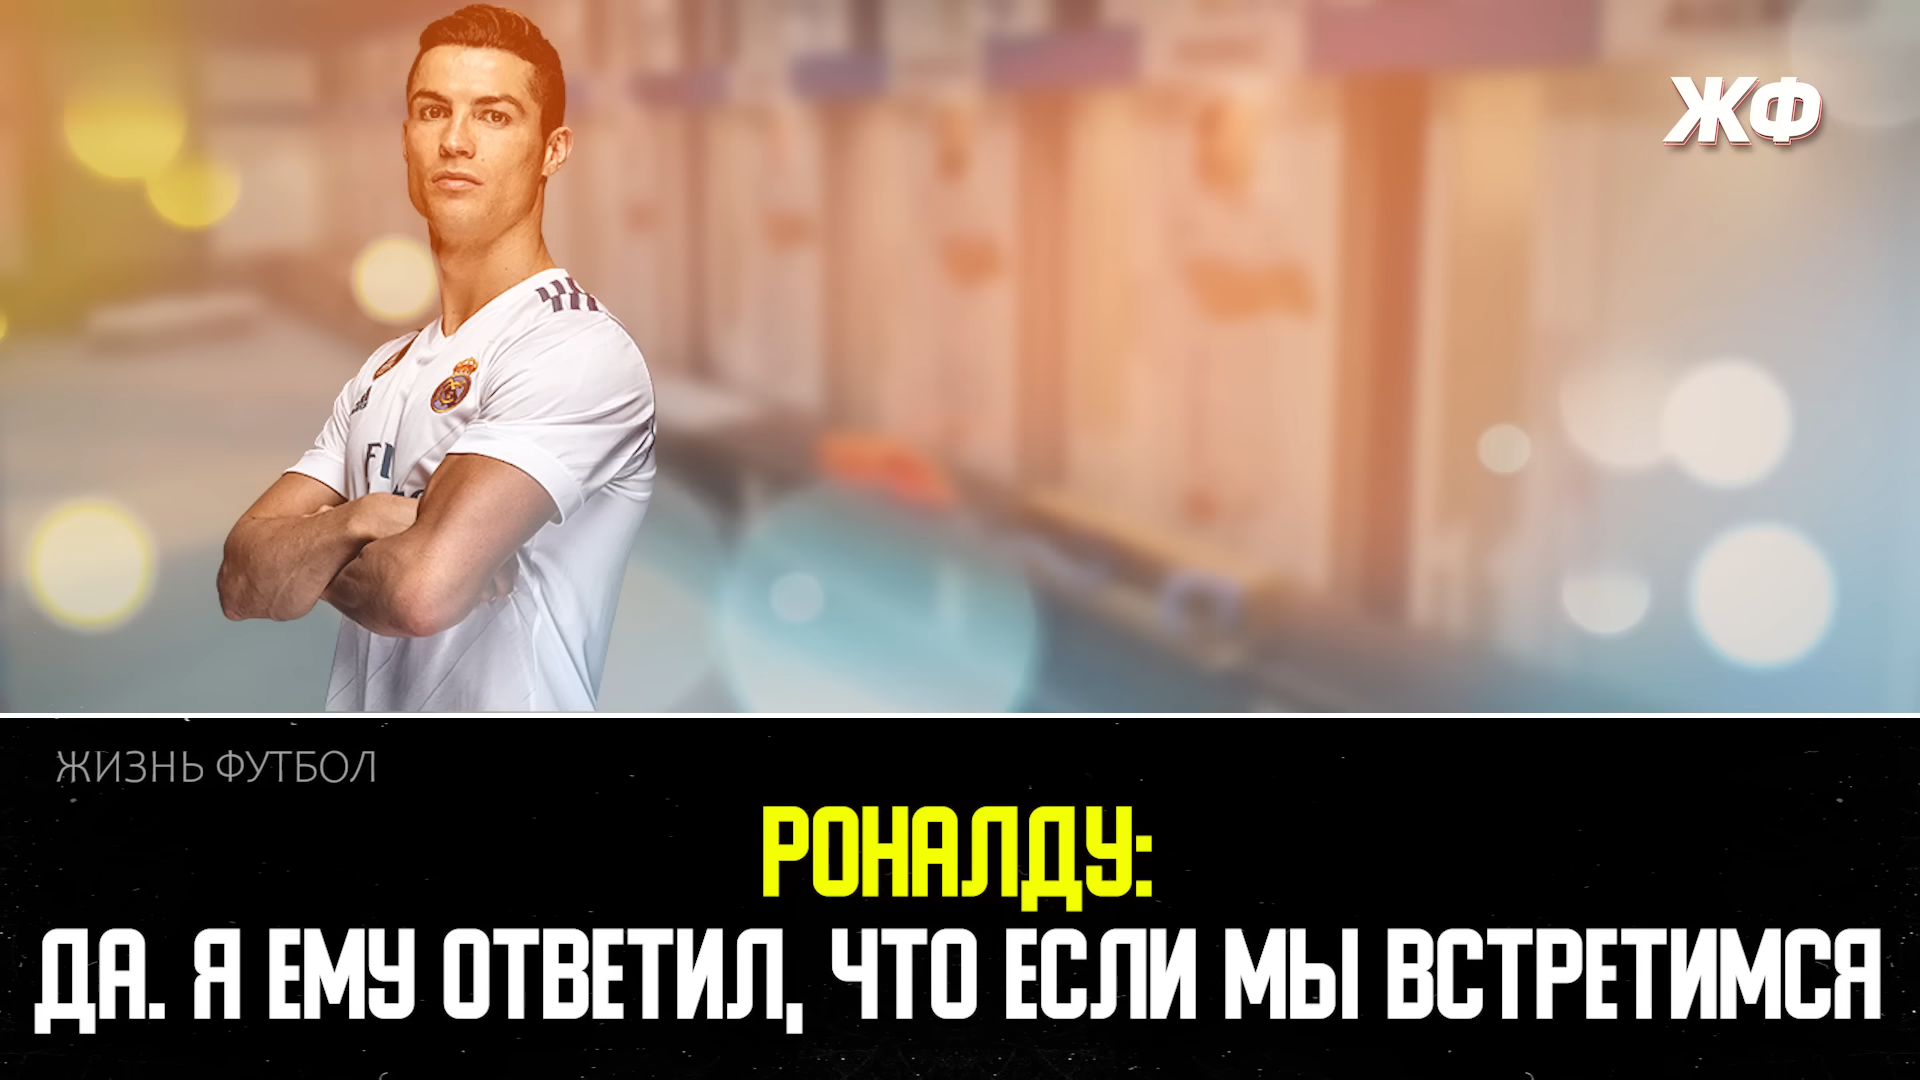 ЖФ
ЖИЗНЬ ФУТБОЛ
РОНАЛДУ:
ДА. Я ЕМУ ОТВЕТИЛ, ЧТО ЕСЛИ МЫ ВСТРЕТИМСЯ